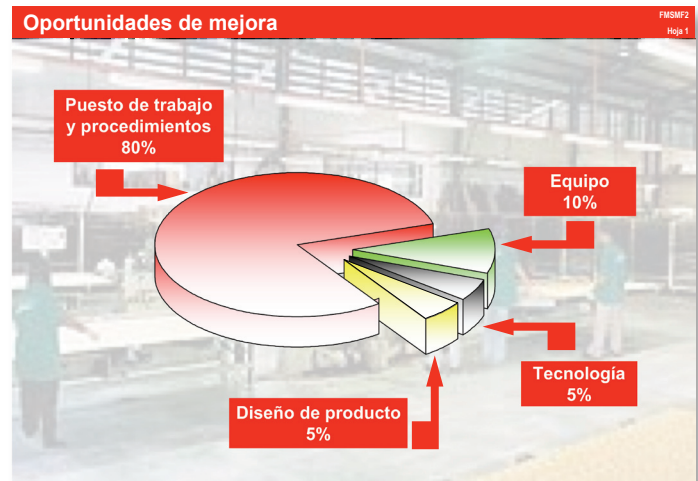 Oportunidades de mejora
FMSMF2
Hoja 1
Puesto de trabajo
y procedimientos
80%
Equipo
10%
Tecnología
5%
Diseño de producto
5%